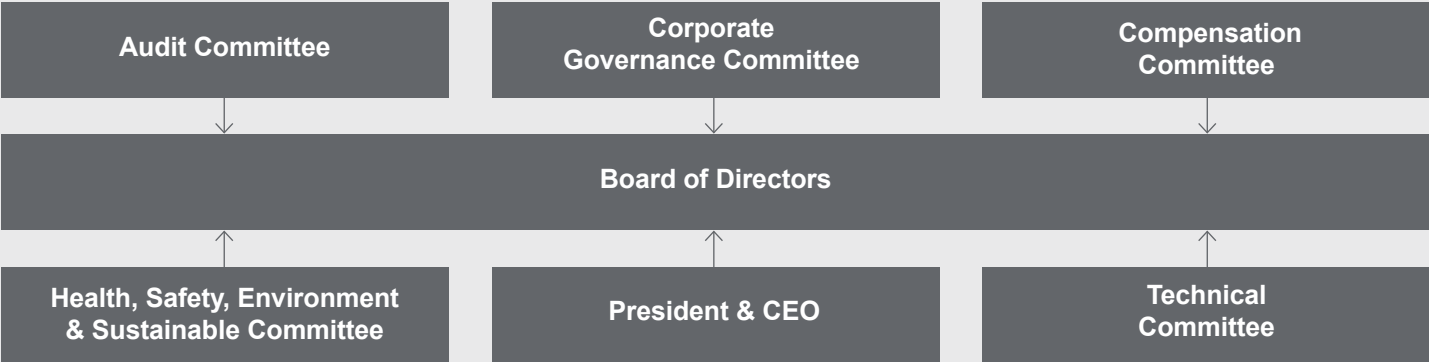 Audit Committee
Corporate
Governance Committee
Compensation
Committee
Board of Directors
Health, Safety, Environment
& Sustainable Committee
President & CEO
Technical
Committee